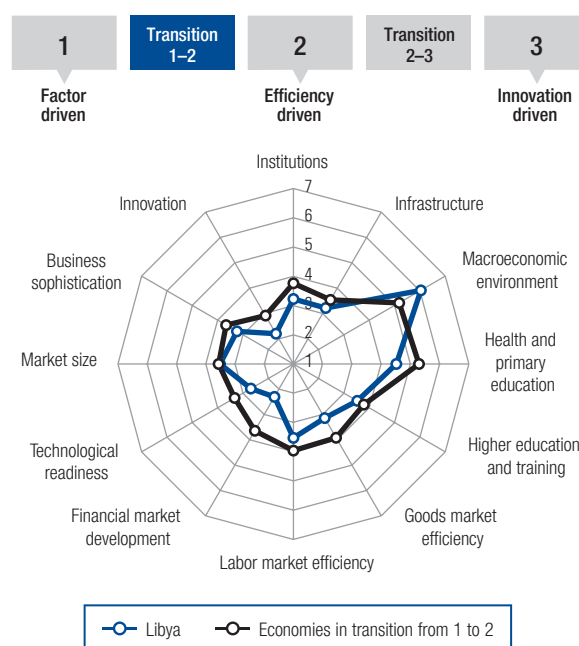 1
Transition
1–2
2
Transition
2–3
3
Factor
driven
Efficiency
driven
Innovation
driven
Institutions
7
6
5
4
3
2
1
Infrastructure
Macroeconomic
environment
Health and
primary
education
Higher education
and training
Goods market
efficiency
Labor market efficiency
Financial market
development
Technological
readiness
Market size
Business
sophistication
Innovation
Libya
Economies in transition from 1 to 2